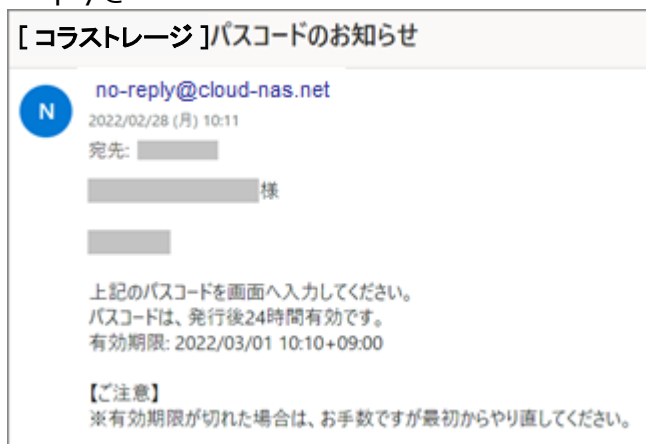 [ コラストレージ ]パスコードのお知らせ
N
no-reply@cloud-nas.net
2022/02/28 (月) 10:11
宛先:
様
上記のパスコードを画面へ入力してください。
パスコードは、発行後24時間有効です。
有効期限: 2022/03/01 10:10+09:00
【ご注意】
※有効期限が切れた場合は、お手数ですが最初からやり直してください。